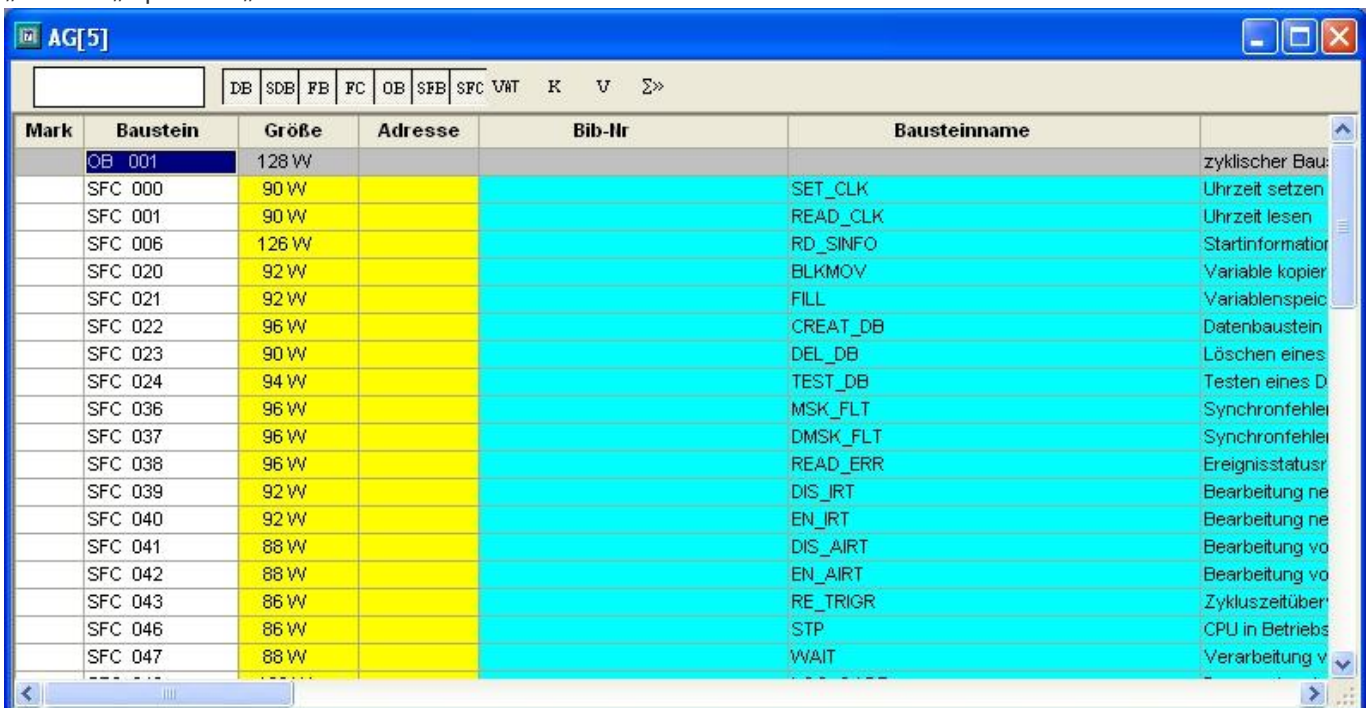 AG[5]
DB SDB FB FC OB SFB SFC VAT K V Σ»
Mark Baustein Größe Adresse Bib-Nr Bausteinname
OB 001 128 W zyklischer Bau
SFC 000 90 W SET_CLK Uhrzeit setzen
SFC 001 90 W READ_CLK Uhrzeit lesen
SFC 006 126 W RD_SINFO Startinformation
SFC 020 92 W BLKMOV Variable kopier
SFC 021 92 W FILL Variablenspeic
SFC 022 96 W CREAT_DB Datenbaustein
SFC 023 90 W DEL_DB Löschen eines
SFC 024 94 W TEST_DB Testen eines D
SFC 036 96 W MSK_FLT Synchronfehler
SFC 037 96 W DMSK_FLT Synchronfehler
SFC 038 96 W READ_ERR Ereignisstatusr
SFC 039 92 W DIS_IRT Bearbeitung ne
SFC 040 92 W EN_IRT Bearbeitung ne
SFC 041 88 W DIS_AIRT Bearbeitung vo
SFC 042 88 W EN_AIRT Bearbeitung vo
SFC 043 86 W RE_TRIGR Zykluszeitüber
SFC 046 86 W STP CPU in Betriebs
SFC 047 88 W WAIT Verarbeitung v